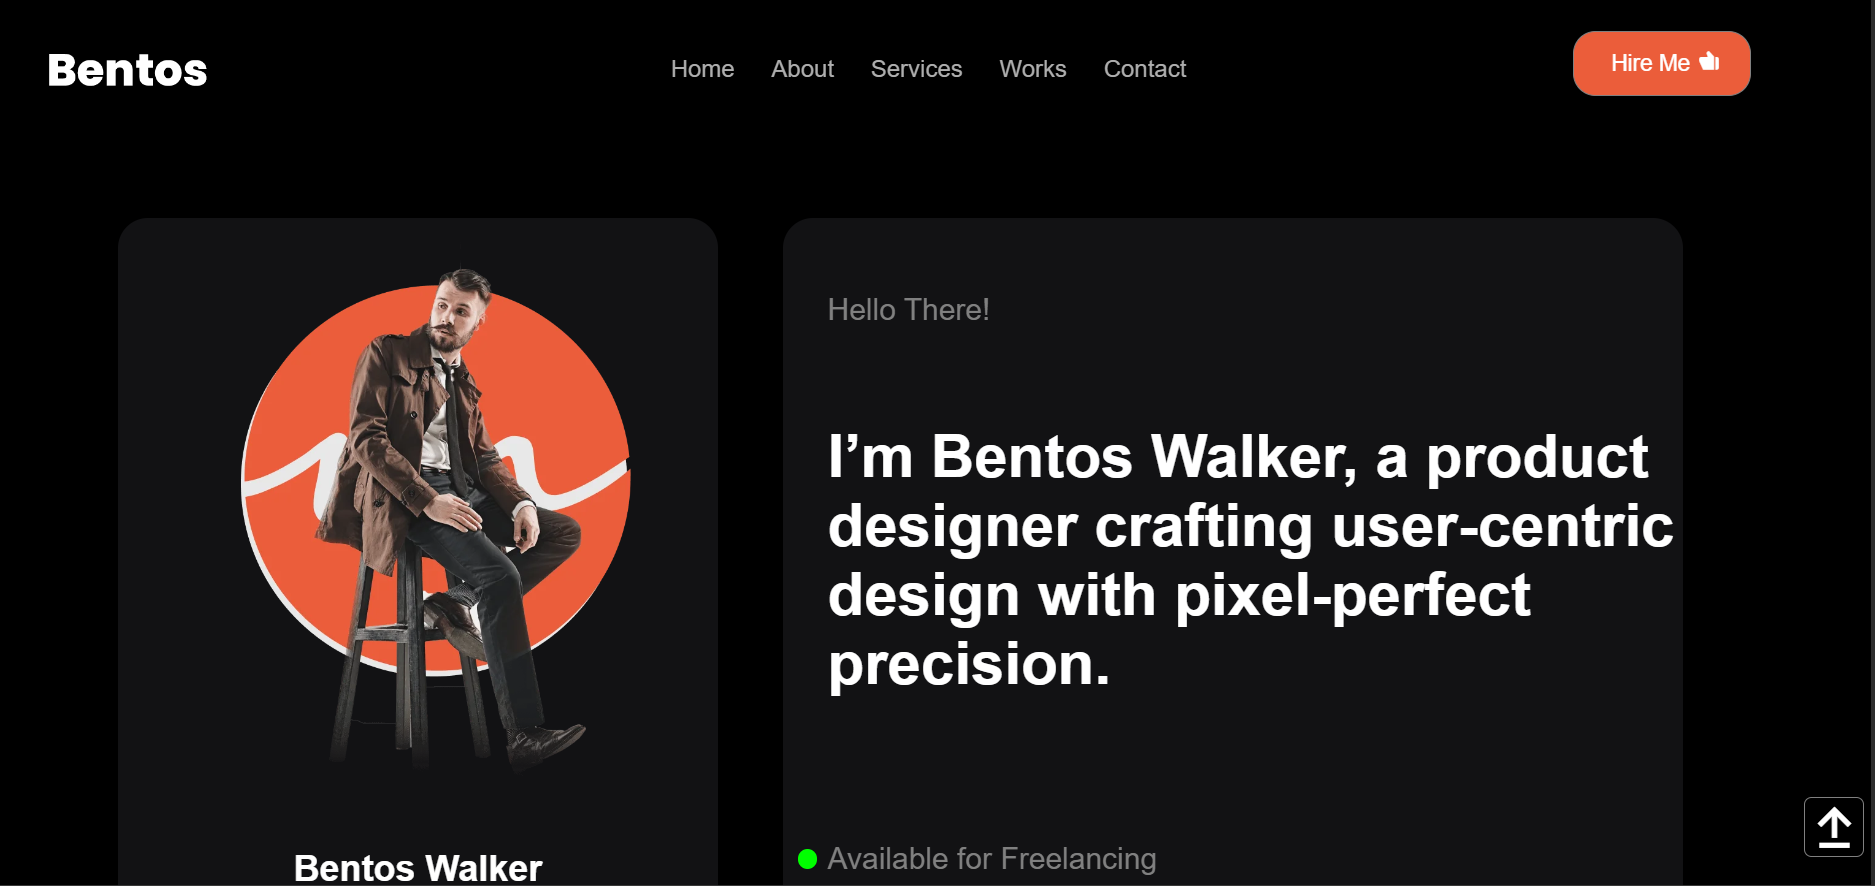 Bentos
Home About Services Works Contact
Hire Me
Hello There!
I’m Bentos Walker, a product
designer crafting user-centric
design with pixel-perfect
precision.
Bentos Walker
Available for Freelancing